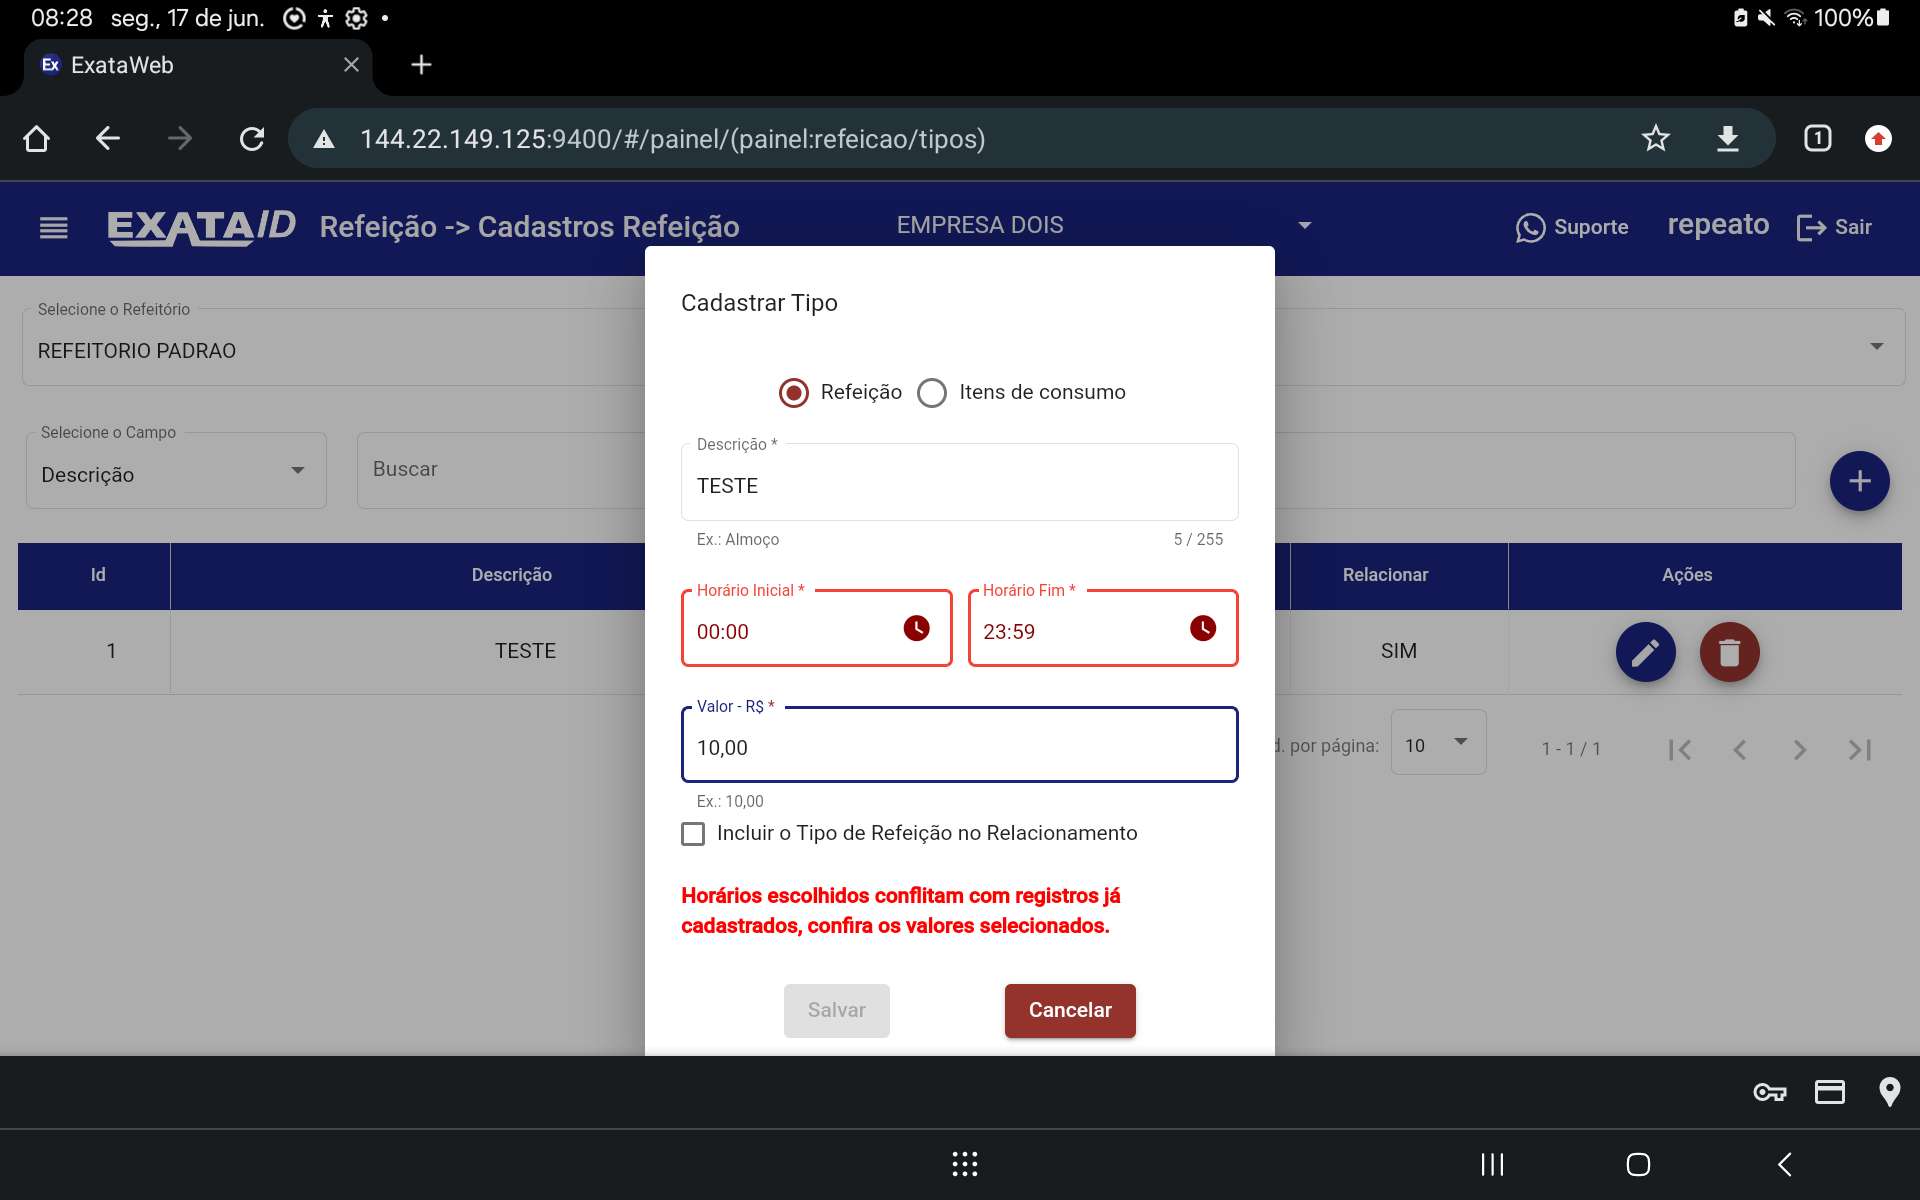 08:28 seg., 17 de jun. 100%
Ex ExataWeb
144.22.149.125:9400/#/painel/(painel:refeicao/tipos) 1
EXATAID Refeição -> Cadastros Refeição EMPRESA DOIS Suporte repeato Sair
Selecione o Refeitório
REFEITORIO PADRAO
Cadastrar Tipo
Refeição Itens de consumo
Selecione o Campo
Descrição
Buscar
Descrição *
TESTE
Ex.: Almoço 5 / 255
Id Descrição Relacionar Ações
1 TESTE SIM
Horário Inicial * Horário Fim *
00:00 23:59
Valor - R$ *
10,00
Ex.: 10,00
d. por página: 10 1 - 1 / 1
Incluir o Tipo de Refeição no Relacionamento
Horários escolhidos conflitam com registros já
cadastrados, confira os valores selecionados.
Salvar Cancelar